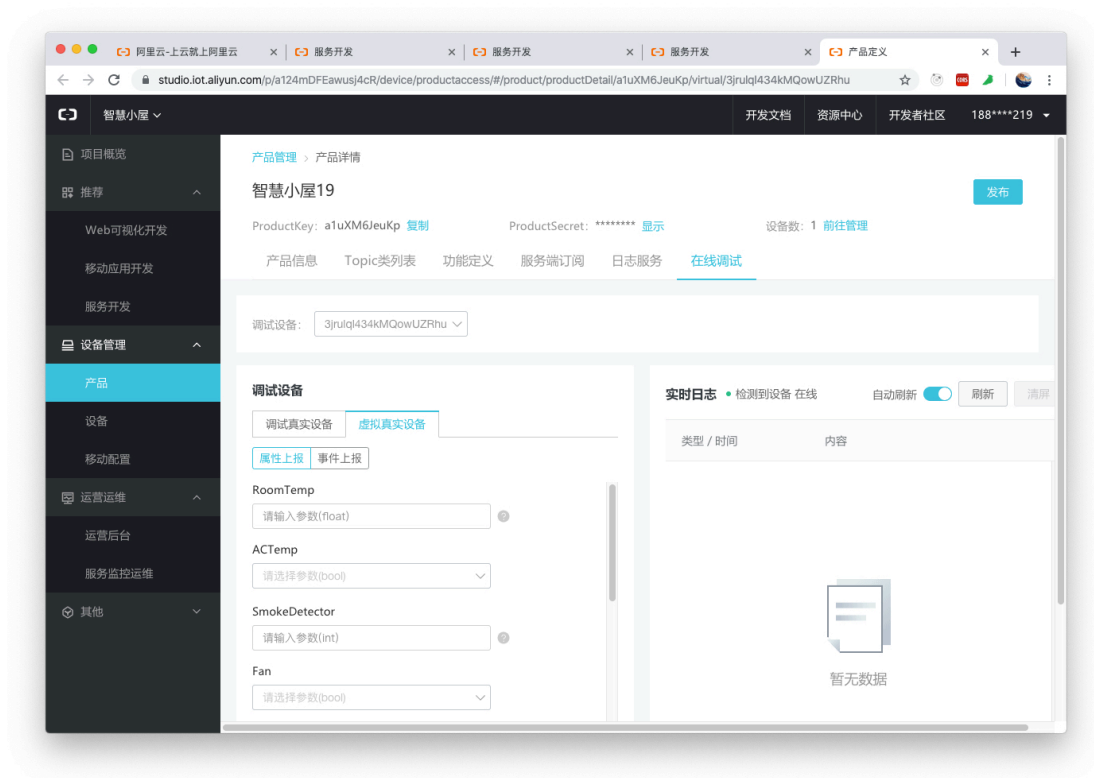 阿里云-上云就上阿里云 服务开发 服务开发 服务开发 产品定义
studio.iot.aliyun.com/p/a124mDFEawusj4cR/device/productaccess/#/product/productDetail/a1uXM6JeuKp/virtual/3jrulql434kMQowUZRhu
智慧小屋 开发文档 资源中心 开发者社区 188****219
项目概览
推荐
Web可视化开发
移动应用开发
服务开发
设备管理
产品
设备
移动配置
运营运维
运营后台
服务监控运维
其他
产品管理 > 产品详情
智慧小屋19 发布
ProductKey: a1uXM6JeuKp 复制 ProductSecret: ******** 显示 设备数: 1 前往管理
产品信息 Topic类列表 功能定义 服务端订阅 日志服务 在线调试
调试设备: 3jrulql434kMQowUZRhu
调试设备
调试真实设备 虚拟真实设备
属性上报 事件上报
RoomTemp
请输入参数(float)
ACTemp
请选择参数(bool)
SmokeDetector
请输入参数(int)
Fan
请选择参数(bool)
实时日志 • 检测到设备 在线 自动刷新 刷新 清屏
类型 / 时间 内容
暂无数据